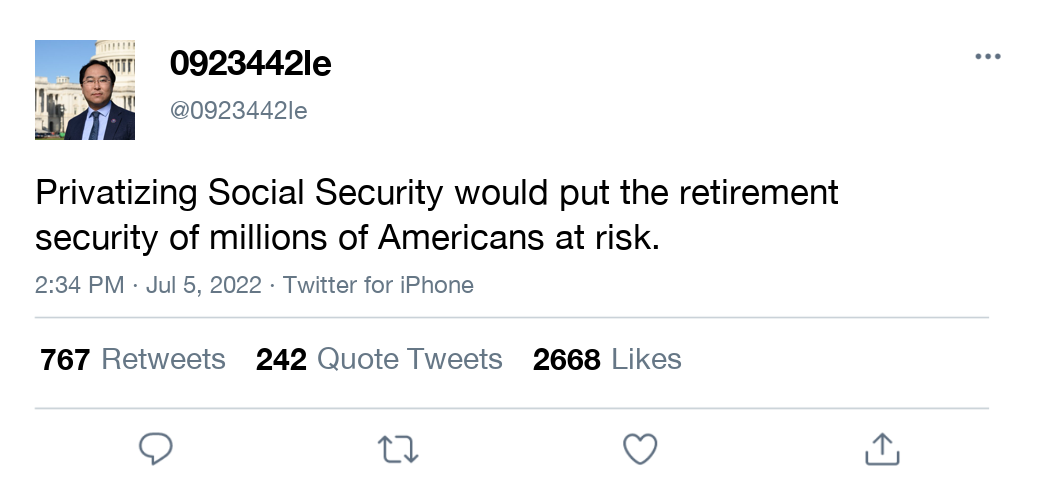 0923442le
@0923442le
Privatizing Social Security would put the retirement
security of millions of Americans at risk.
2:34 PM · Jul 5, 2022 · Twitter for iPhone
767 Retweets 242 Quote Tweets 2668 Likes